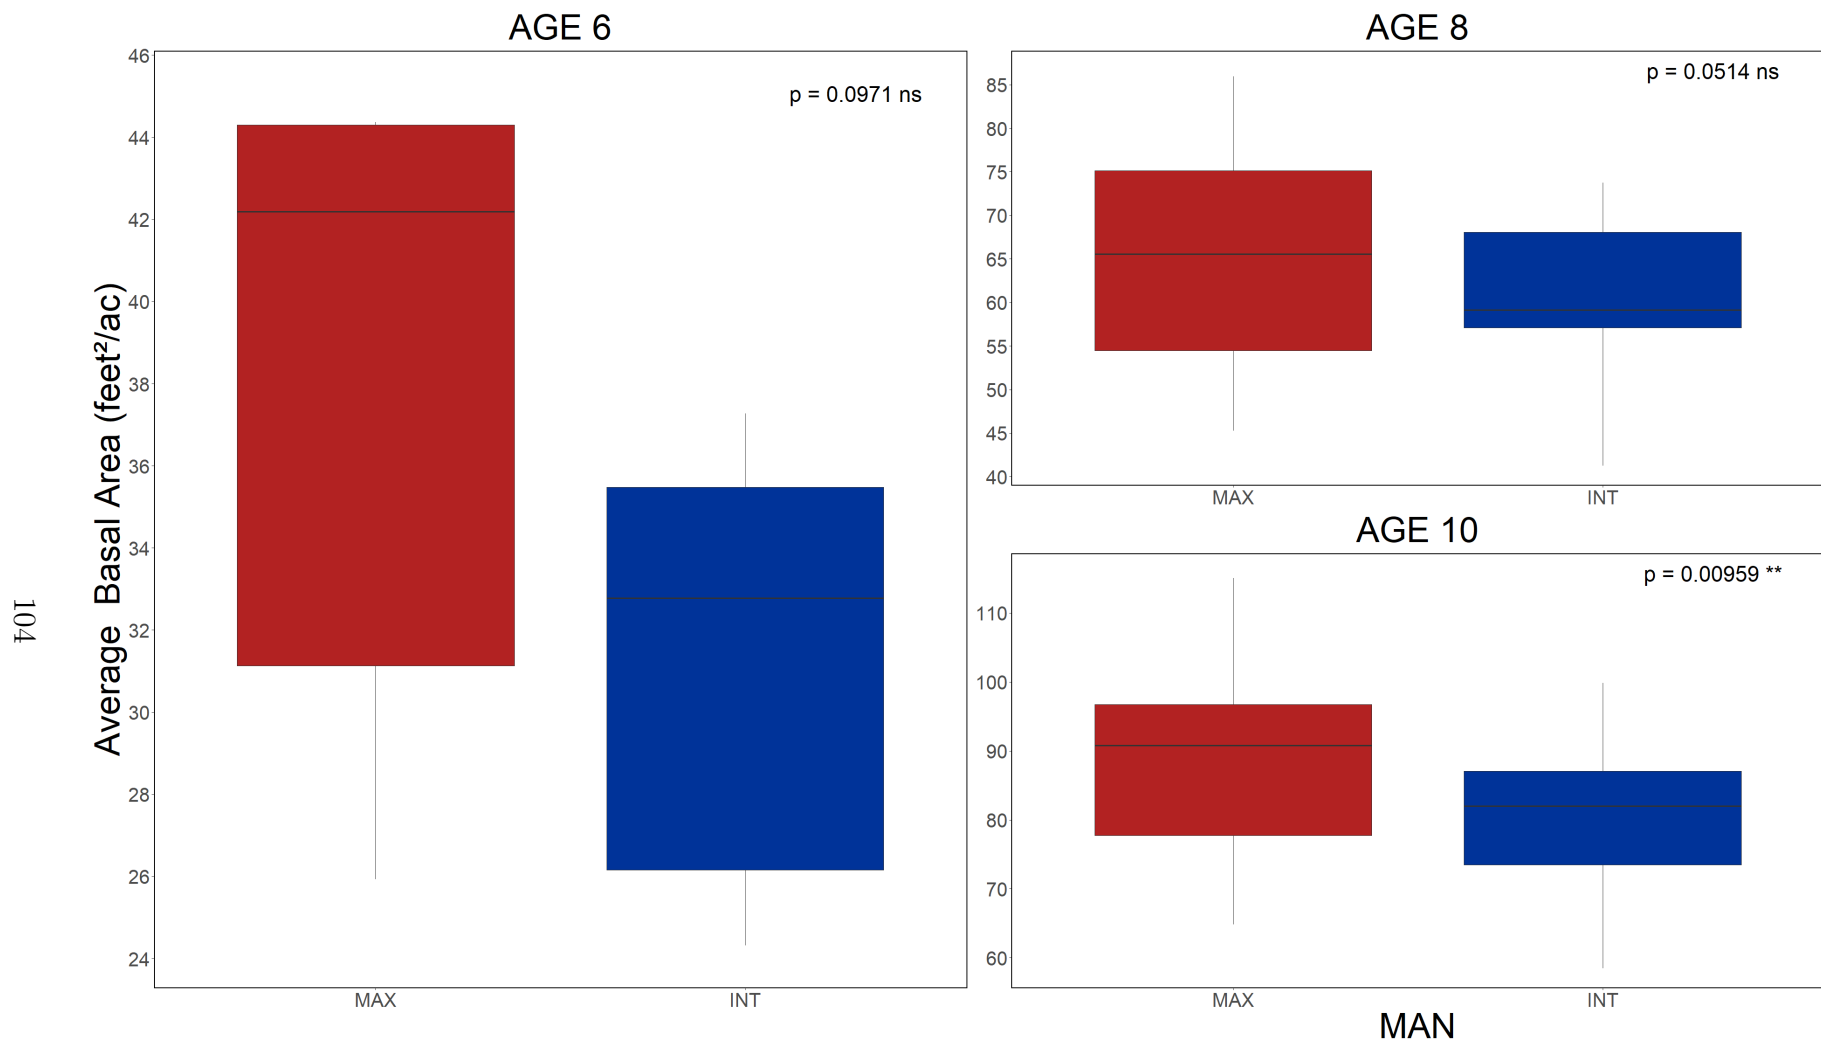 AGE 6
46
44
42
40
38
36
34
32
30
28
26
24
Average  Basal Area (feet²/ac)
p = 0.0971 ns
MAX
INT
AGE 8
85
80
75
70
65
60
55
50
45
40
p = 0.0514 ns
MAX
INT
AGE 10
110
100
90
80
70
60
p = 0.00959 **
MAX
INT
MAN
104